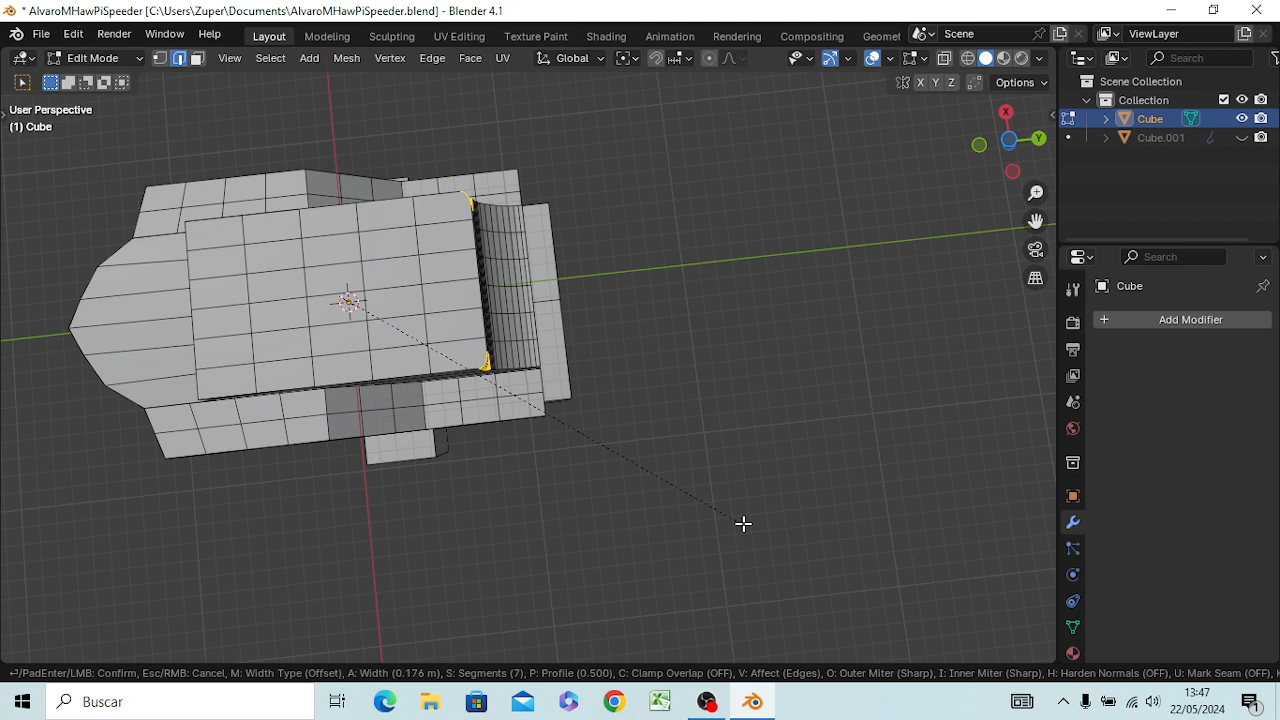 * AlvaroMHawPiSpeeder [C:\Users\Zuper\Documents\AlvaroMHawPiSpeeder.blend] - Blender 4.1
File Edit Render Window Help Layout Modeling Sculpting UV Editing Texture Paint Shading Animation Rendering Compositing Geomet Scene ViewLayer
Edit Mode View Select Add Mesh Vertex Edge Face UV Global Search
X Y Z Options
User Perspective
(1) Cube
Scene Collection
Collection
Cube
Cube.001
X
Y
Search
Cube
Add Modifier
/PadEnter/LMB: Confirm, Esc/RMB: Cancel, M: Width Type (Offset), A: Width (0.176 m), S: Segments (7), P: Profile (0.500), C: Clamp Overlap (OFF), V: Affect (Edges), O: Outer Miter (Sharp), I: Inner Miter (Sharp), H: Harden Normals (OFF), U: Mark Seam (OFF),
Buscar
13:47
22/05/2024
1